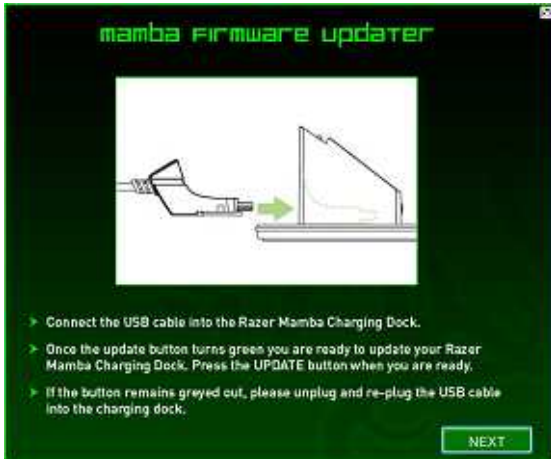 mamba Firmware updater
Connect the USB cable into the Razer Mamba Charging Dock.
Once the update button turns green you are ready to update your Razer
Mamba Charging Dock. Press the UPDATE button when you are ready.
If the button remains greyed out, please unplug and re-plug the USB cable
into the charging dock.
NEXT